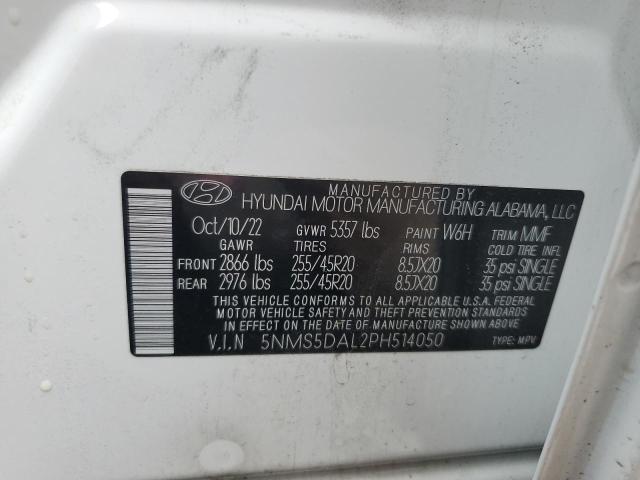 MANUFACTURED BY
HYUNDAI MOTOR MANUFACTURING ALABAMA, LLC
Oct/10/22 GVWR 5357 lbs PAINT W6H TRIM MMF
GAWR TIRES RIMS COLD TIRE INFL
FRONT 2866 lbs 255/45R20 8.5JX20 35 psi SINGLE
REAR 2976 lbs 255/45R20 8.5JX20 35 psi SINGLE
THIS VEHICLE CONFORMS TO ALL APPLICABLE U.S.A. FEDERAL
MOTOR VEHICLE SAFETY AND THEFT PREVENTION STANDARDS
IN EFFECT ON THE DATE OF MANUFACTURE SHOWN ABOVE.
V.I.N 5NMS5DAL2PH514050 TYPE: MPV